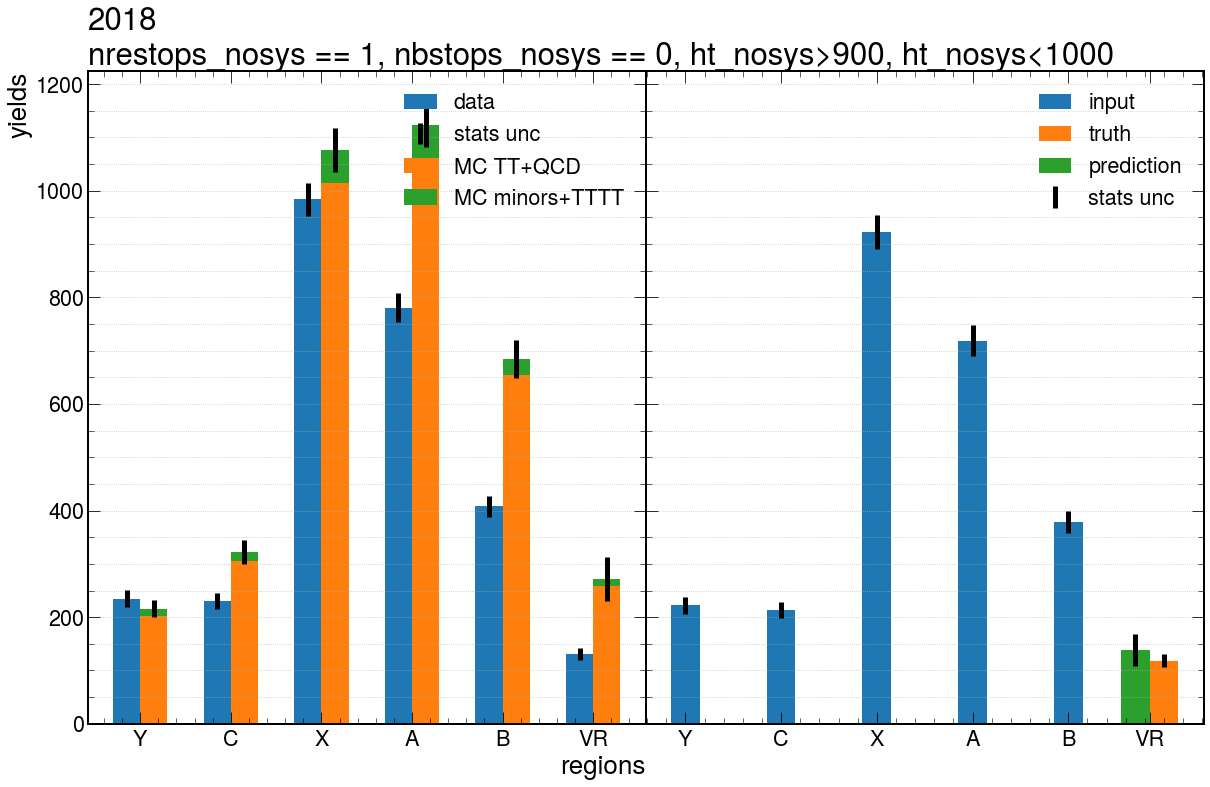 2018
nrestops_nosys == 1, nbstops_nosys == 0, ht_nosys>900, ht_nosys<1000
yields
1200
1000
800
600
400
200
0
data
stats unc
MC TT+QCD
MC minors+TTTT
input
truth
prediction
stats unc
Y C X A B VR
Y C X A B VR
regions